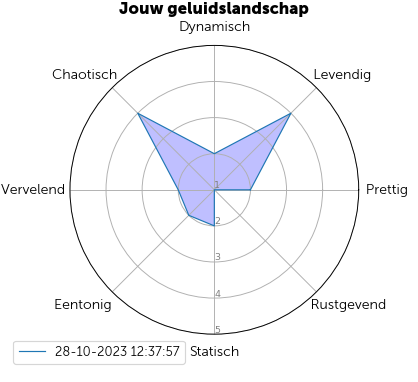 Jouw geluidslandschap
Dynamisch
Chaotisch
Levendig
Vervelend
1
Prettig
2
3
4
Eentonig
Rustgevend
5
28-10-2023 12:37:57
Statisch